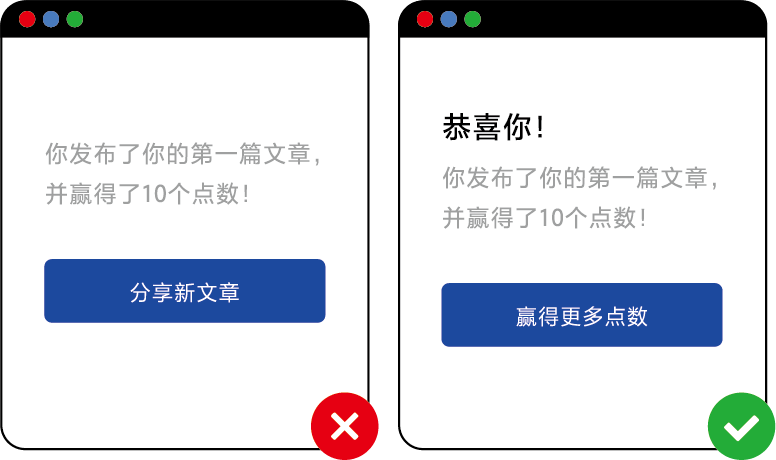 你发布了你的第一篇文章，
并赢得了10个点数！
分享新文章
恭喜你！
你发布了你的第一篇文章，
并赢得了10个点数！
赢得更多点数